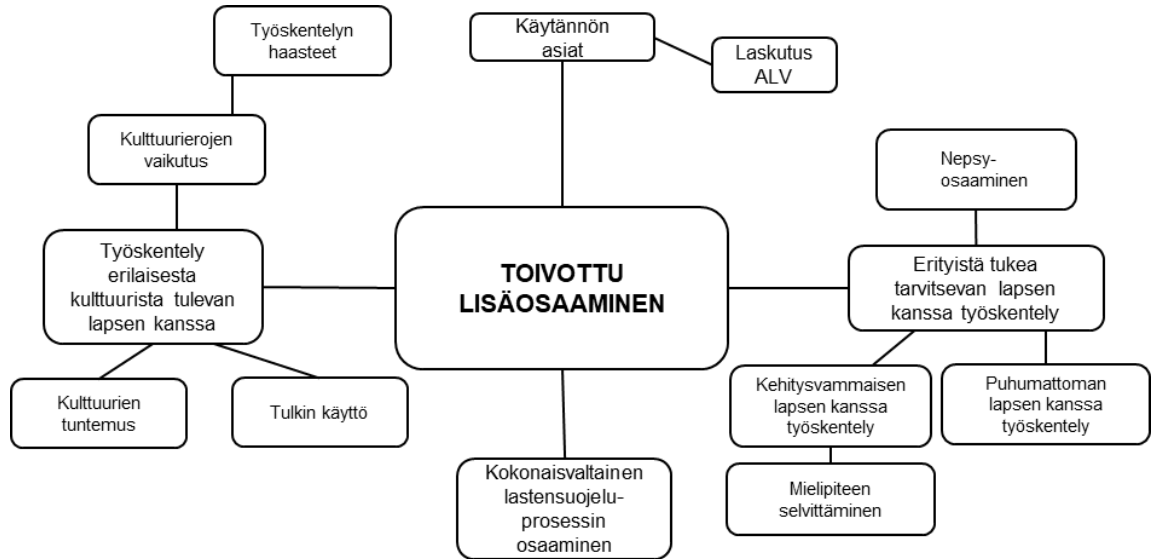 Työskentelyn
haasteet
Käytännön
asiat
Laskutus
ALV
Kulttuurierojen
vaikutus
Nepsy-
osaaminen
Työskentely
erilaisesta
kulttuurista tulevan
lapsen kanssa
TOIVOTTU
LISÄOSAAMINEN
Erityistä tukea
tarvitsevan lapsen
kanssa työskentely
Kulttuurien
tuntemus
Tulkin käyttö
Kehitysvammaisen
lapsen kanssa
työskentely
Puhumattoman
lapsen kanssa
työskentely
Kokonaisvaltainen
lastensuojelu-
prosessin
osaaminen
Mielipiteen
selvittäminen